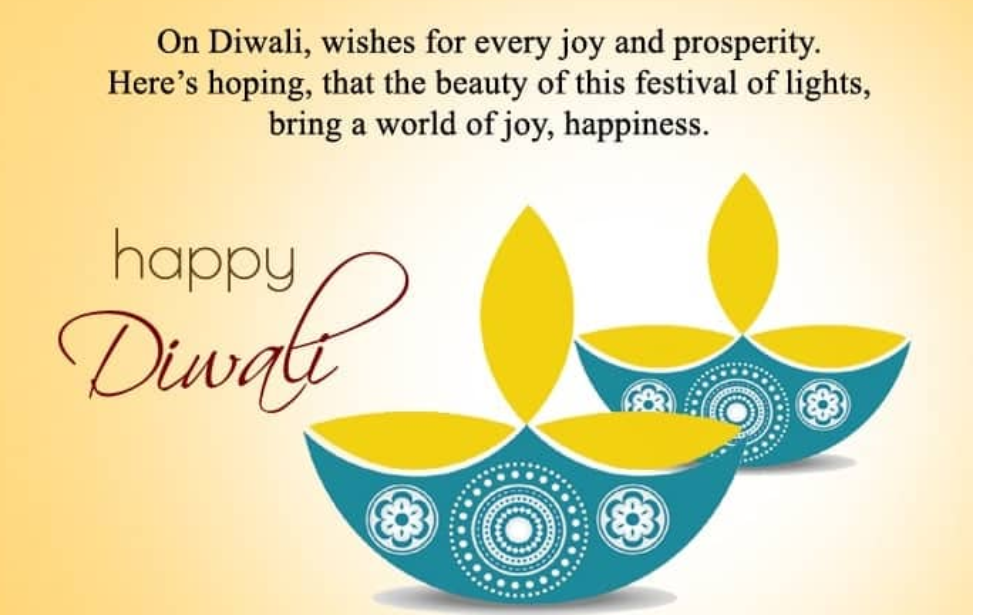 On Diwali, wishes for every joy and prosperity.
Here’s hoping, that the beauty of this festival of lights,
bring a world of joy, happiness.
happy
Diwali